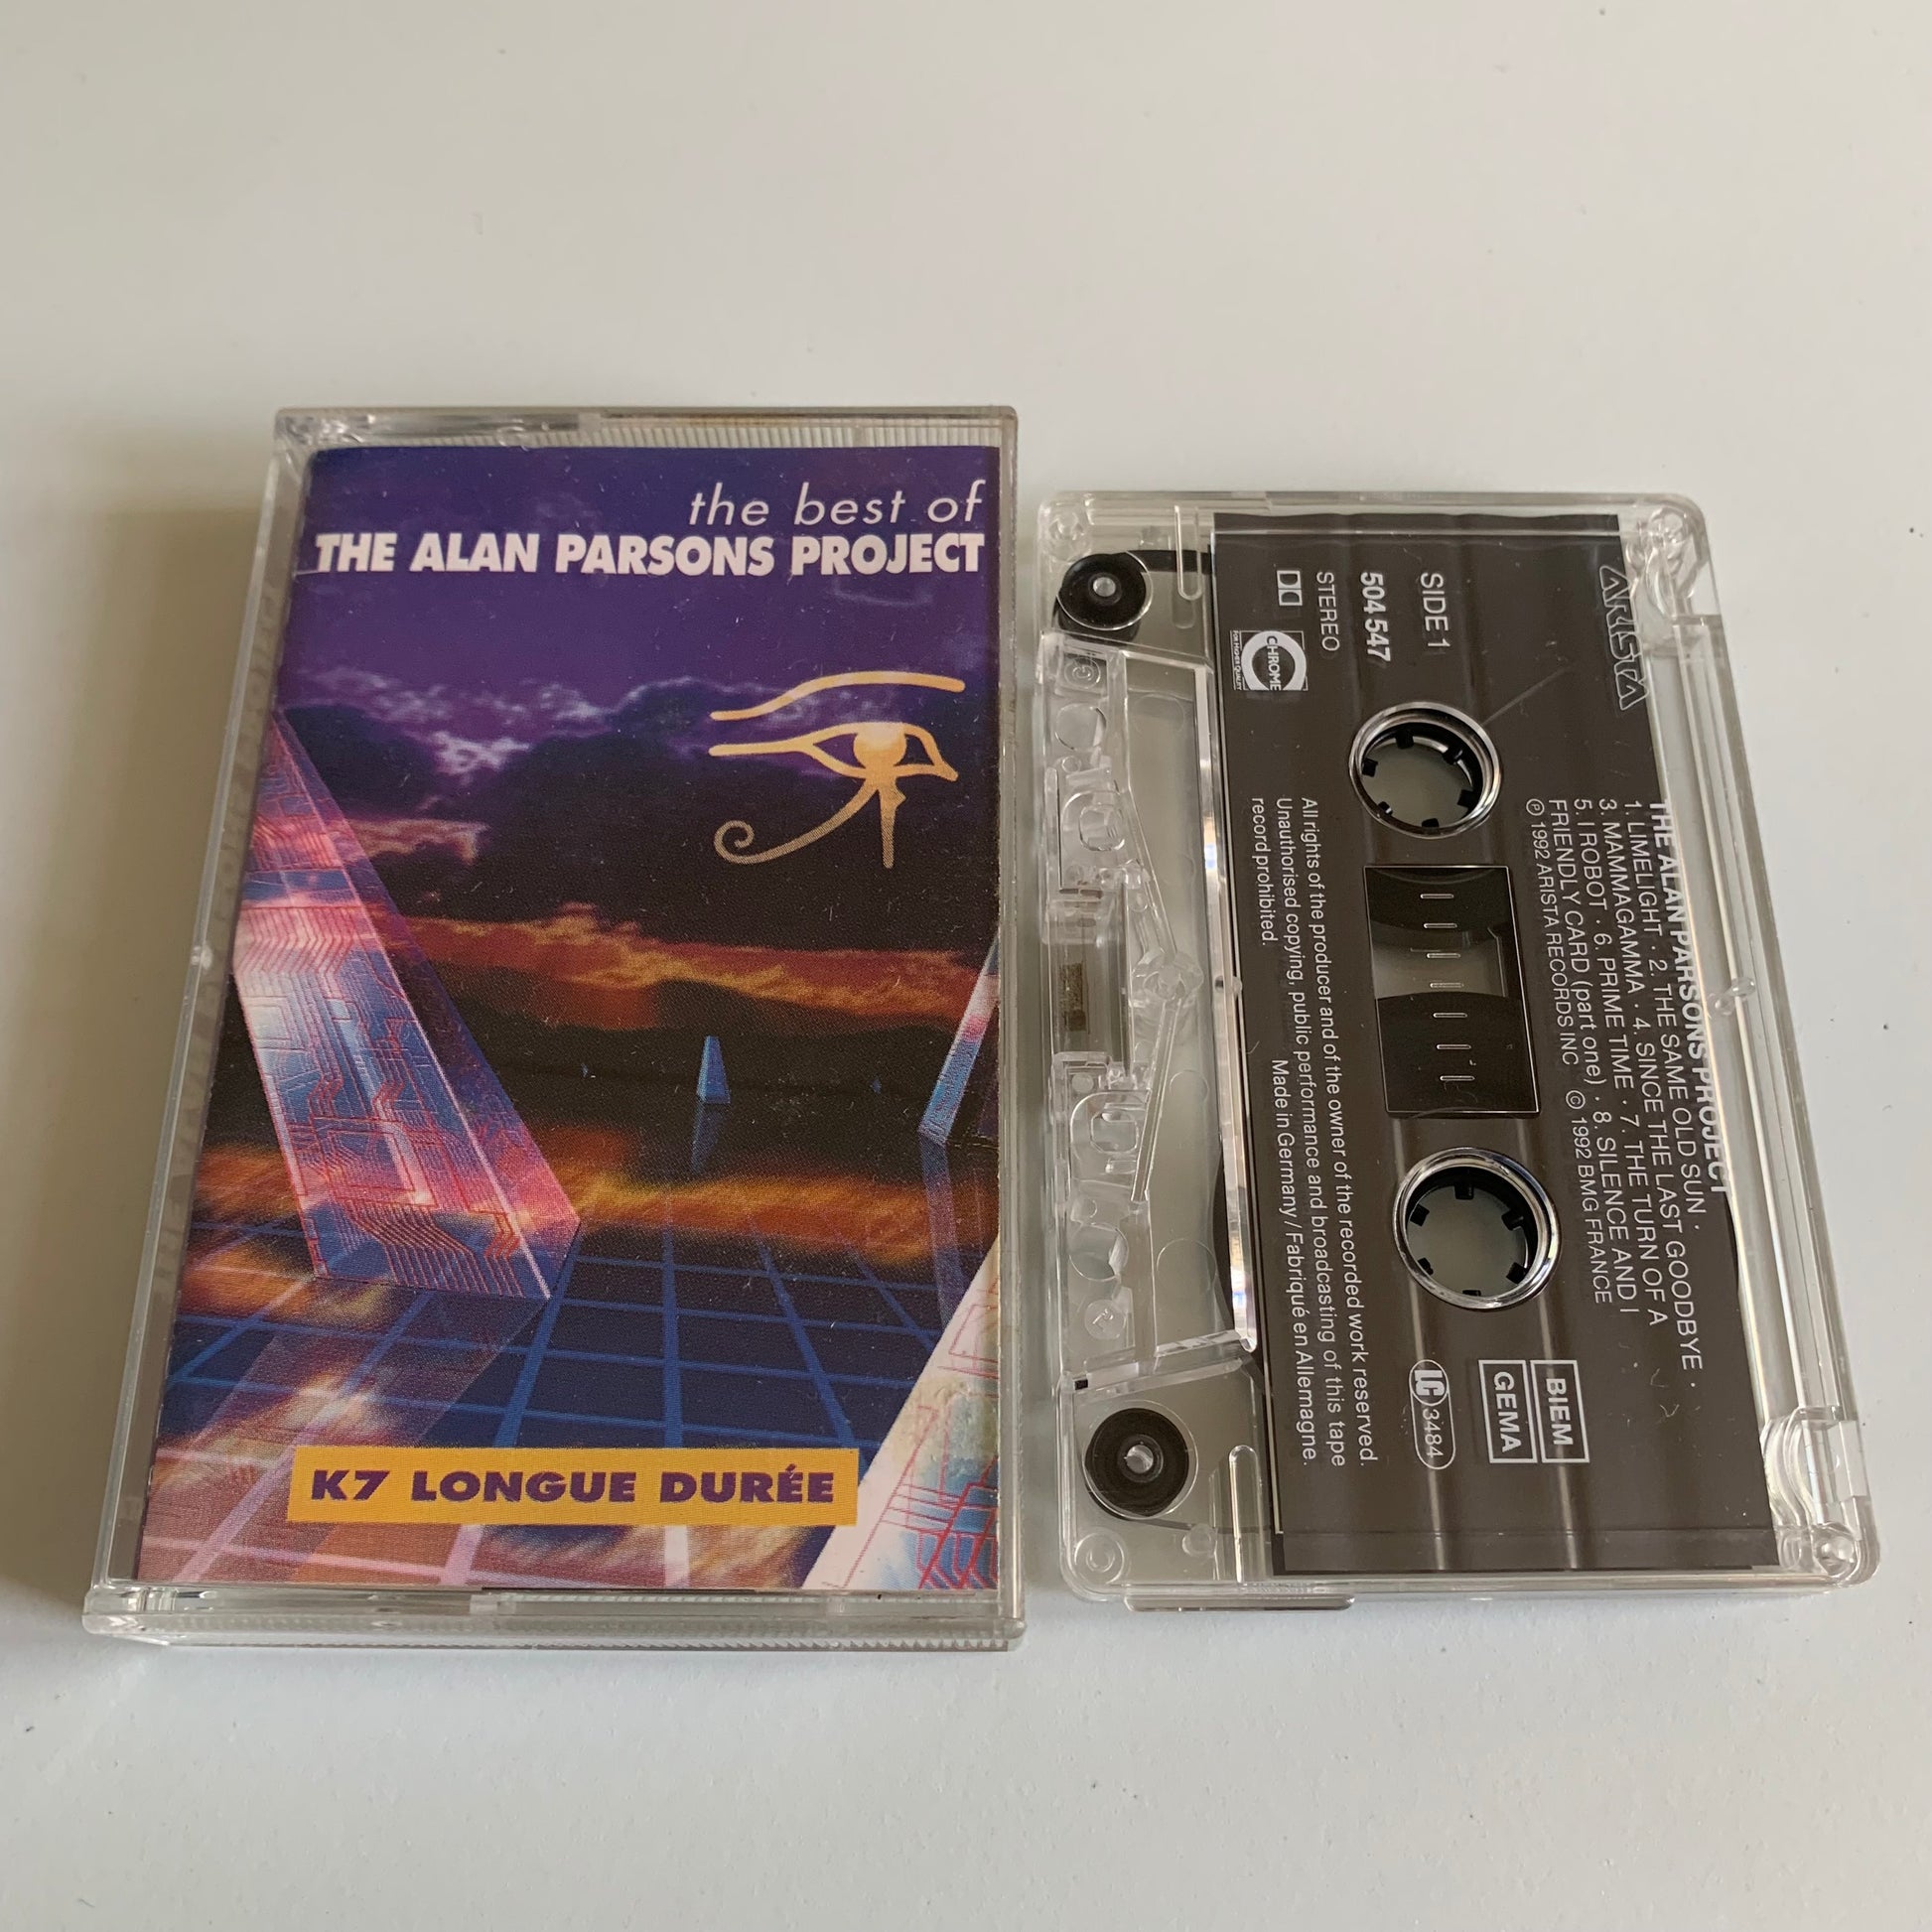 the best of
THE ALAN PARSONS PROJECT
K7 LONGUE DURÉE
ARISTA
THE ALAN PARSONS PROJECT
1. LIMELIGHT · 2. THE SAME OLD SUN ·
3. MAMMAGAMMA · 4. SINCE THE LAST GOODBYE ·
5. I ROBOT · 6. PRIME TIME · 7. THE TURN OF A
FRIENDLY CARD (part one) · 8. SILENCE AND I
℗ 1992 ARISTA RECORDS INC © 1992 BMG FRANCE
SIDE 1
504 547
STEREO
CHROME
FOR HIGHER QUALITY
BIEM
GEMA
LC 3484
All rights of the producer and of the owner of the recorded work reserved.
Unauthorised copying, public performance and broadcasting of this tape
record prohibited. Made in Germany / Fabriqué en Allemagne.